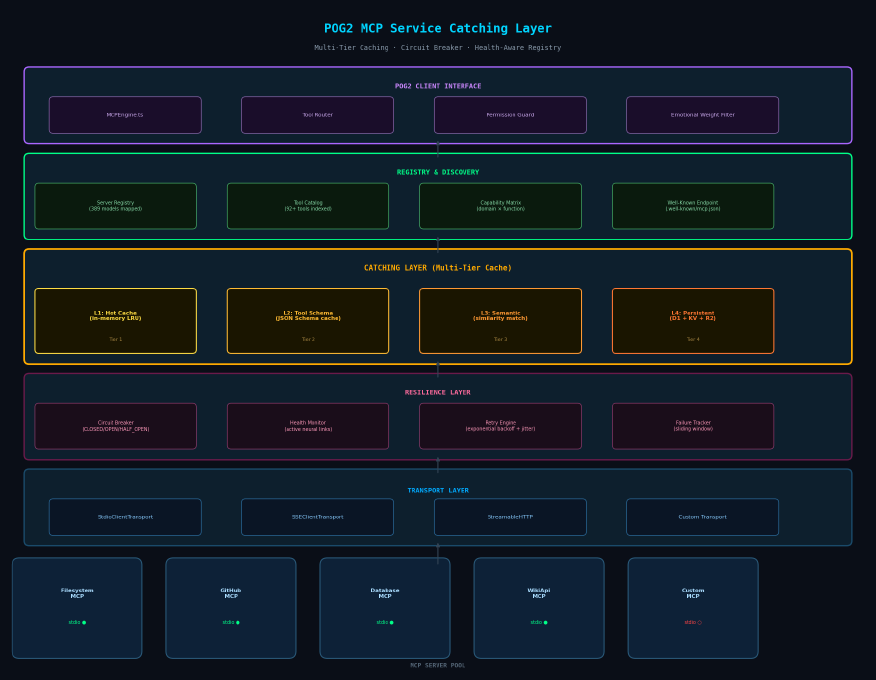 POG2 MCP Service Catching Layer
Multi-Tier Caching · Circuit Breaker · Health-Aware Registry
POG2 CLIENT INTERFACE
MCPEngine.ts
Tool Router
Permission Guard
Emotional Weight Filter
REGISTRY & DISCOVERY
Server Registry
(389 models mapped)
Tool Catalog
(92+ tools indexed)
Capability Matrix
(domain × function)
Well-Known Endpoint
(.well-known/mcp.json)
CATCHING LAYER (Multi-Tier Cache)
L1: Hot Cache
(in-memory LRU)
Tier 1
L2: Tool Schema
(JSON Schema cache)
Tier 2
L3: Semantic
(similarity match)
Tier 3
L4: Persistent
(D1 + KV + R2)
Tier 4
RESILIENCE LAYER
Circuit Breaker
(CLOSED/OPEN/HALF_OPEN)
Health Monitor
(active neural links)
Retry Engine
(exponential backoff + jitter)
Failure Tracker
(sliding window)
TRANSPORT LAYER
StdioClientTransport
SSEClientTransport
StreamableHTTP
Custom Transport
Filesystem
MCP
stdio ●
GitHub
MCP
stdio ●
Database
MCP
stdio ●
WikiApi
MCP
stdio ●
Custom
MCP
stdio ○
MCP SERVER POOL